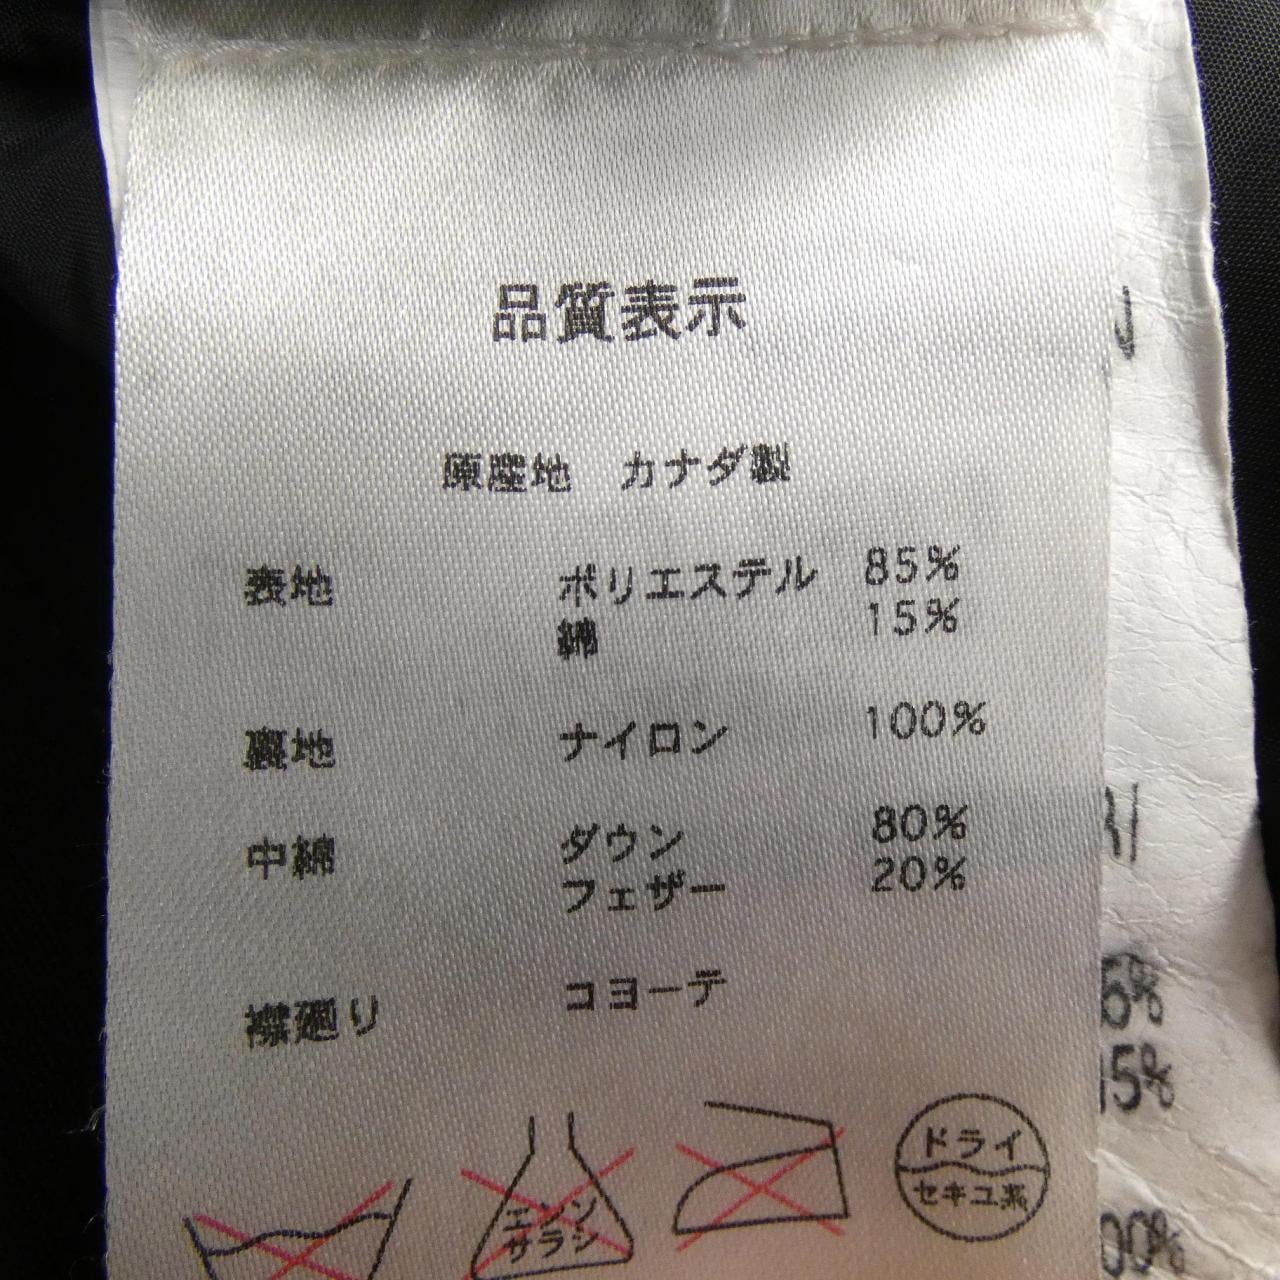 品質表示
原産地 カナダ製
表地 ポリエステル 85%
綿 15%
裏地 ナイロン 100%
中綿 ダウン 80%
フェザー 20%
襟廻り コヨーテ
エンソ
サラシ
ドライ
セキユ系
5%
15%
00%